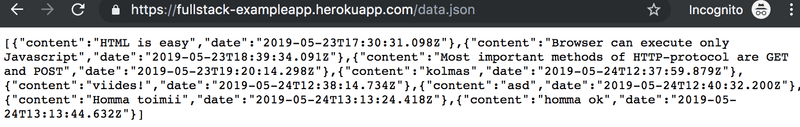 https://fullstack-exampleapp.herokuapp.com/data.json Incognito
[{"content":"HTML is easy","date":"2019-05-23T17:30:31.098Z"},{"content":"Browser can execute only
Javascript","date":"2019-05-23T18:39:34.091Z"},{"content":"Most important methods of HTTP-protocol are GET
and POST","date":"2019-05-23T19:20:14.298Z"},{"content":"kolmas","date":"2019-05-24T12:37:59.879Z"},
{"content":"viides!","date":"2019-05-24T12:38:14.734Z"},{"content":"asd","date":"2019-05-24T12:40:32.200Z"},
{"content":"Homma toimii","date":"2019-05-24T13:13:24.418Z"},{"content":"homma ok","date":"2019-05-
24T13:13:44.632Z"}]